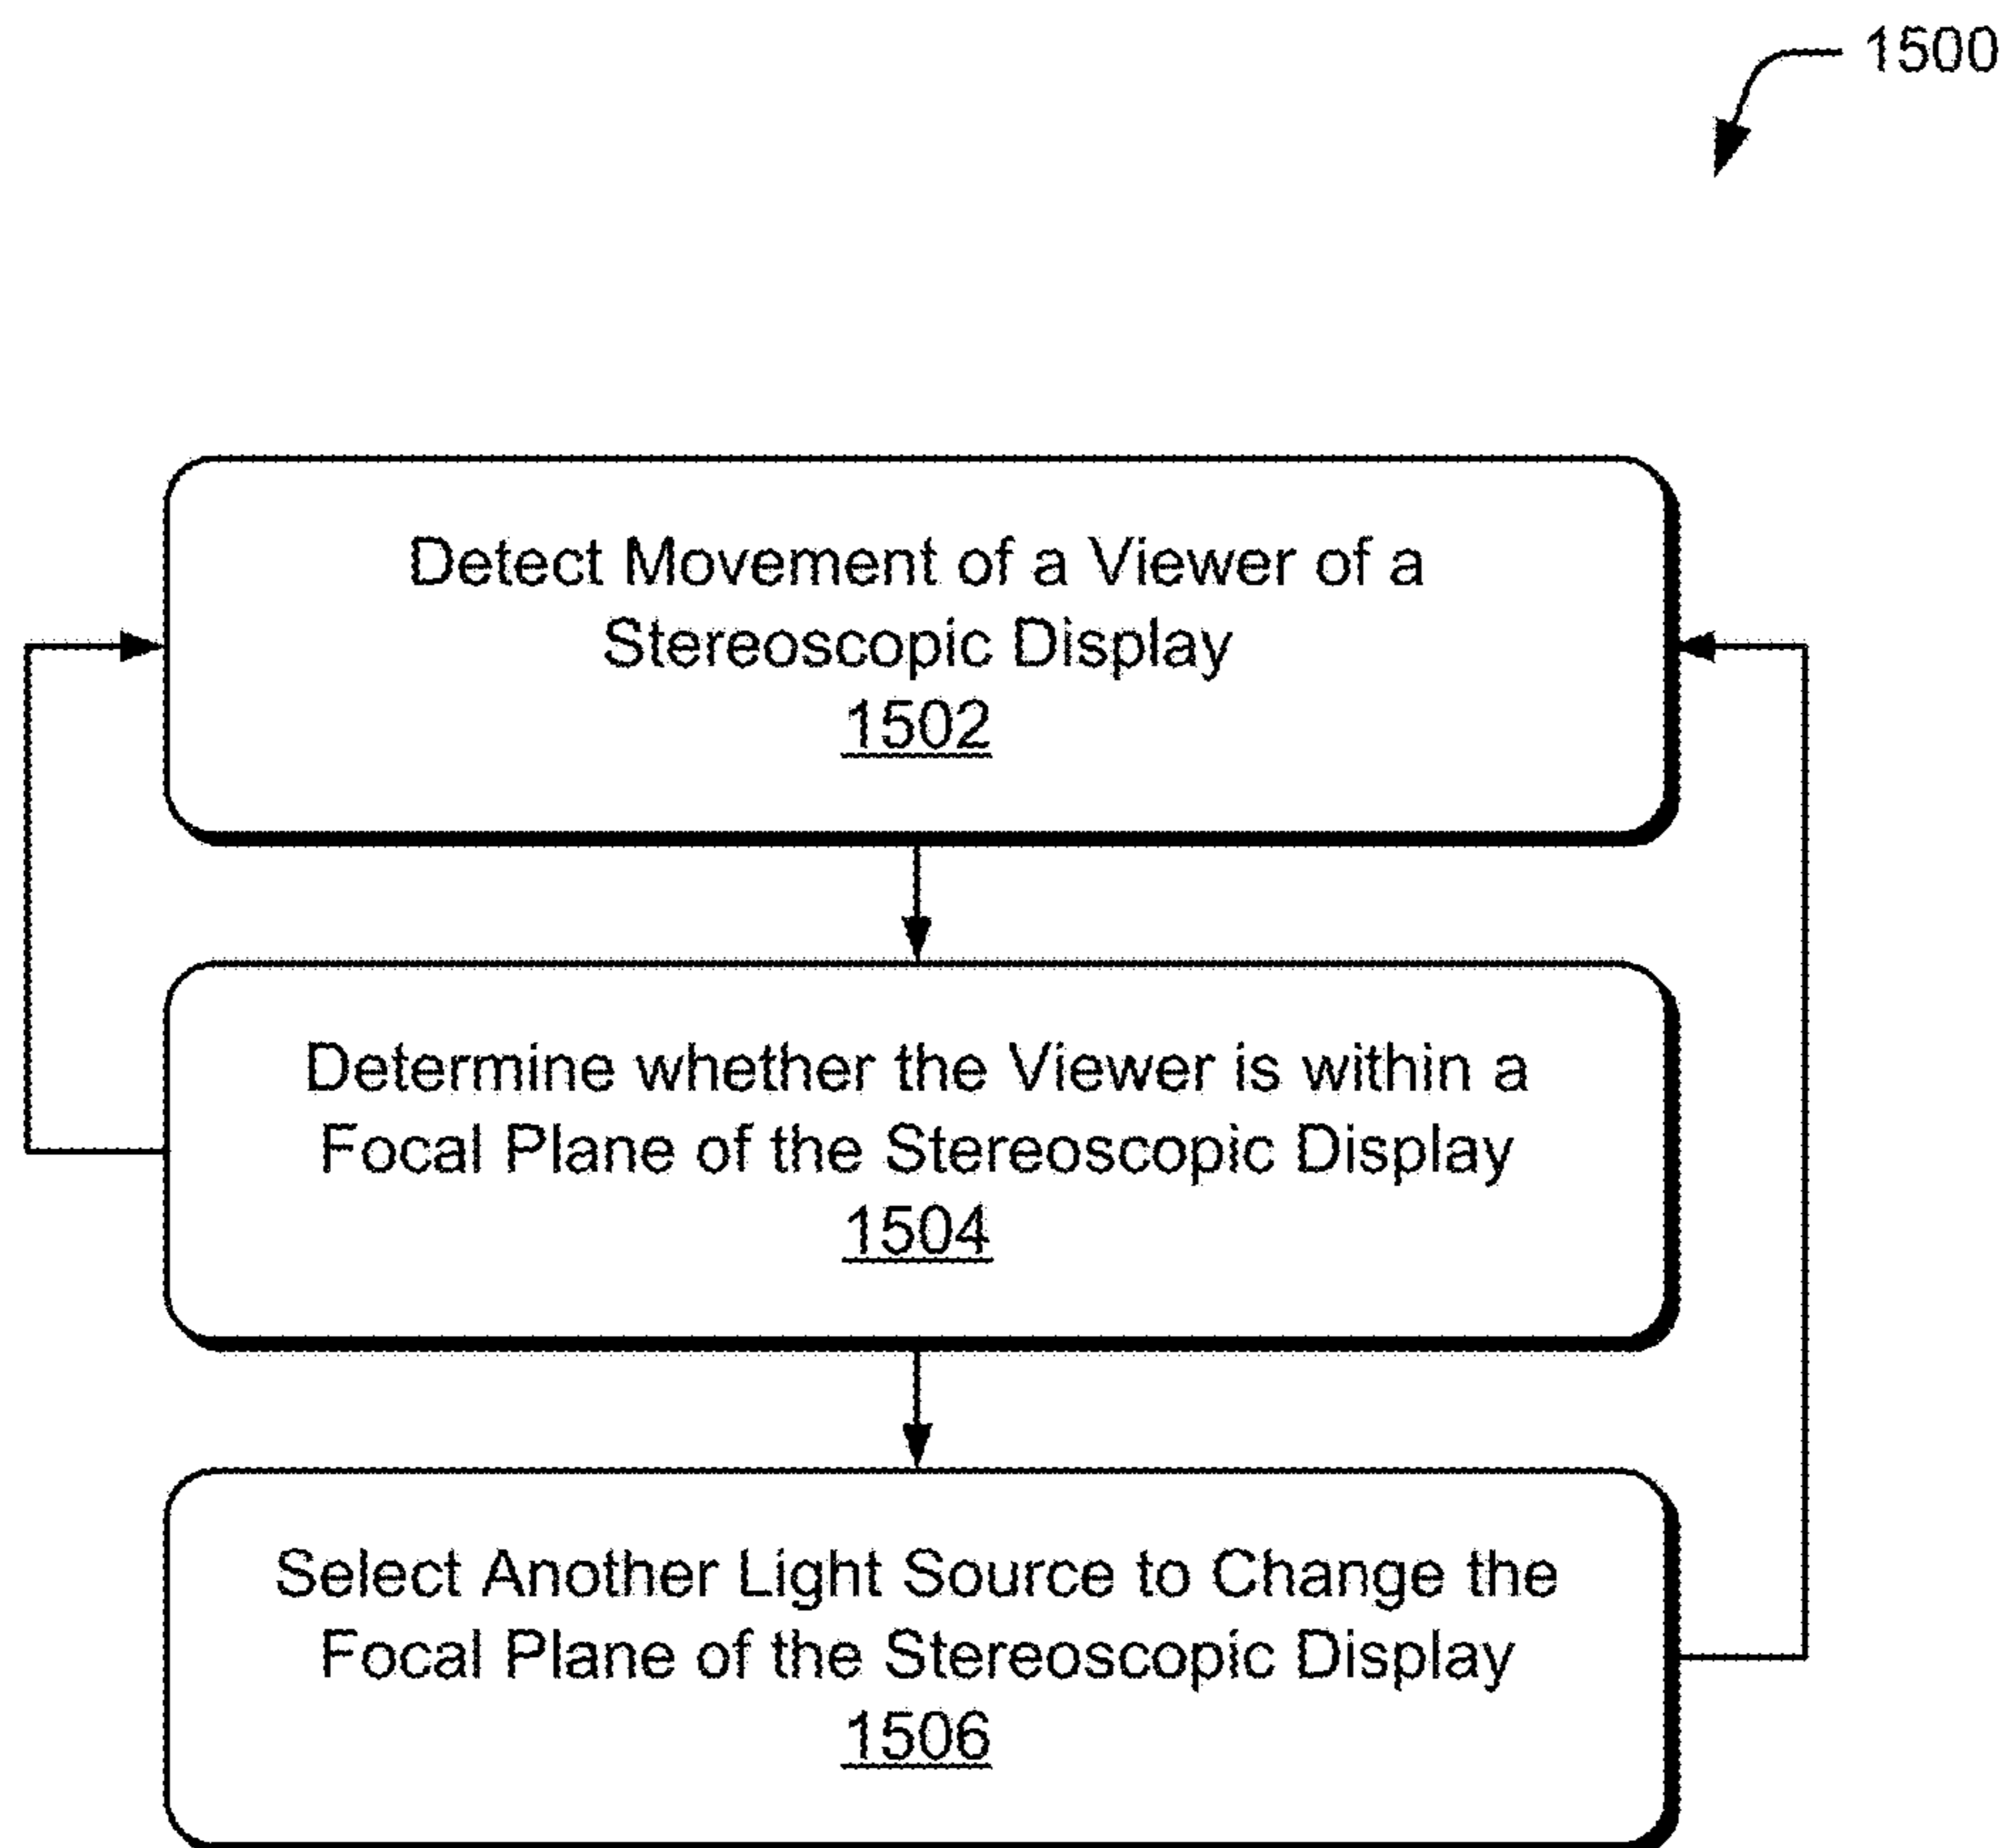 1500
Detect Movement of a Viewer of a
Stereoscopic Display
1502
Determine whether the Viewer is within a
Focal Plane of the Stereoscopic Display
1504
Select Another Light Source to Change the
Focal Plane of the Stereoscopic Display
1506